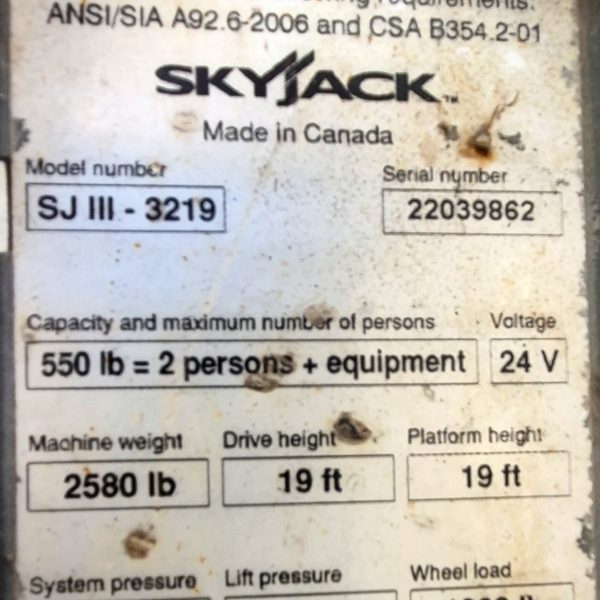 requirements:
ANSI/SIA A92.6-2006 and CSA B354.2-01
SKYJACK™
Made in Canada
Model number Serial number
SJ III - 3219 22039862
Capacity and maximum number of persons Voltage
550 lb = 2 persons + equipment 24 V
Machine weight Drive height Platform height
2580 lb 19 ft 19 ft
System pressure Lift pressure Wheel load